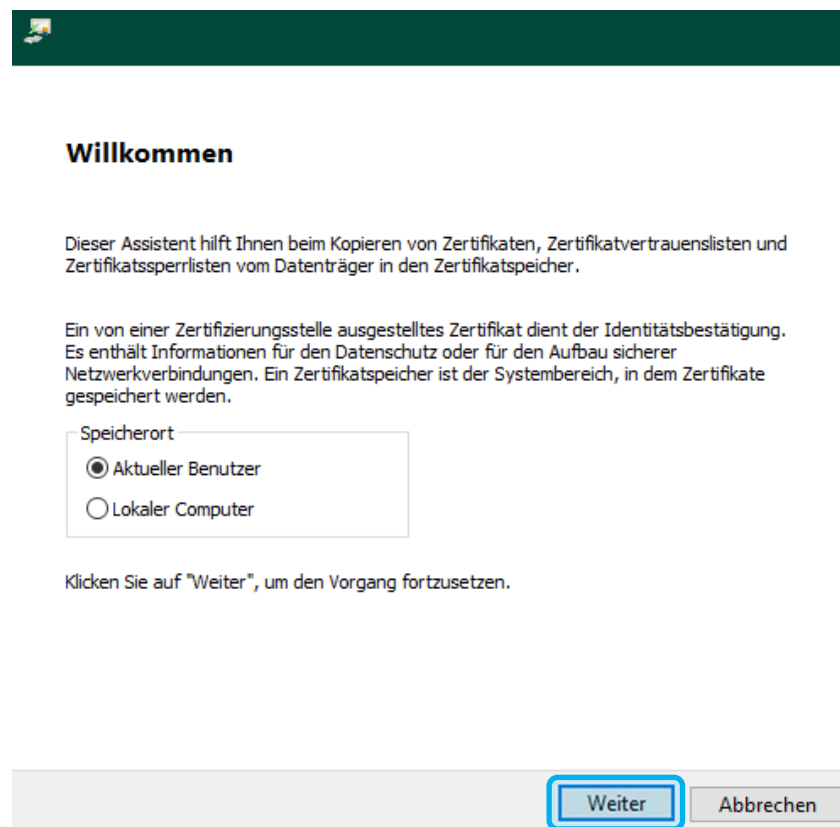 Willkommen
Dieser Assistent hilft Ihnen beim Kopieren von Zertifikaten, Zertifikatvertrauenslisten und
Zertifikatssperrlisten vom Datenträger in den Zertifikatspeicher.
Ein von einer Zertifizierungsstelle ausgestelltes Zertifikat dient der Identitätsbestätigung.
Es enthält Informationen für den Datenschutz oder für den Aufbau sicherer
Netzwerkverbindungen. Ein Zertifikatspeicher ist der Systembereich, in dem Zertifikate
gespeichert werden.
Speicherort
Aktueller Benutzer
Lokaler Computer
Klicken Sie auf "Weiter", um den Vorgang fortzusetzen.
Weiter Abbrechen